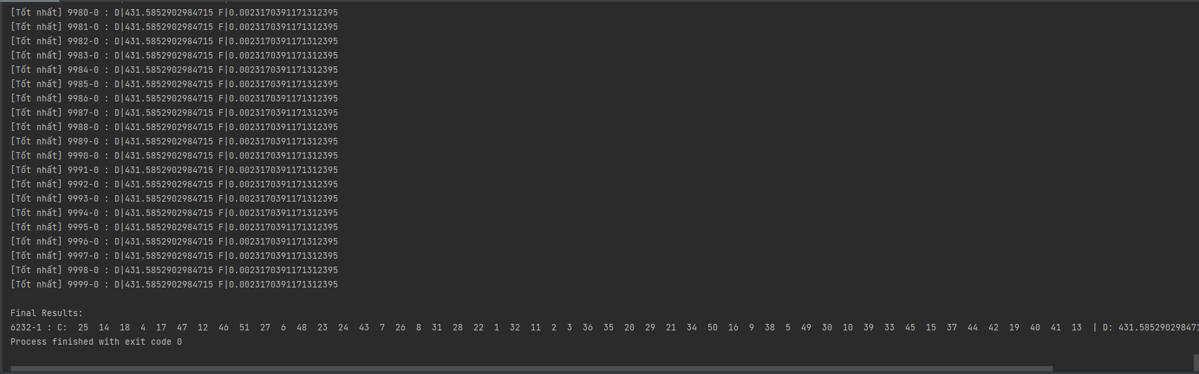 [Tốt nhất] 9980-0 : D|431.5852902984715 F|0.0023170391171312395
[Tốt nhất] 9981-0 : D|431.5852902984715 F|0.0023170391171312395
[Tốt nhất] 9982-0 : D|431.5852902984715 F|0.0023170391171312395
[Tốt nhất] 9983-0 : D|431.5852902984715 F|0.0023170391171312395
[Tốt nhất] 9984-0 : D|431.5852902984715 F|0.0023170391171312395
[Tốt nhất] 9985-0 : D|431.5852902984715 F|0.0023170391171312395
[Tốt nhất] 9986-0 : D|431.5852902984715 F|0.0023170391171312395
[Tốt nhất] 9987-0 : D|431.5852902984715 F|0.0023170391171312395
[Tốt nhất] 9988-0 : D|431.5852902984715 F|0.0023170391171312395
[Tốt nhất] 9989-0 : D|431.5852902984715 F|0.0023170391171312395
[Tốt nhất] 9990-0 : D|431.5852902984715 F|0.0023170391171312395
[Tốt nhất] 9991-0 : D|431.5852902984715 F|0.0023170391171312395
[Tốt nhất] 9992-0 : D|431.5852902984715 F|0.0023170391171312395
[Tốt nhất] 9993-0 : D|431.5852902984715 F|0.0023170391171312395
[Tốt nhất] 9994-0 : D|431.5852902984715 F|0.0023170391171312395
[Tốt nhất] 9995-0 : D|431.5852902984715 F|0.0023170391171312395
[Tốt nhất] 9996-0 : D|431.5852902984715 F|0.0023170391171312395
[Tốt nhất] 9997-0 : D|431.5852902984715 F|0.0023170391171312395
[Tốt nhất] 9998-0 : D|431.5852902984715 F|0.0023170391171312395
[Tốt nhất] 9999-0 : D|431.5852902984715 F|0.0023170391171312395
Final Results:
6232-1 : C: 25 14 18 4 17 47 12 46 51 27 6 48 23 24 43 7 26 8 31 28 22 1 32 11 2 3 36 35 20 29 21 34 50 16 9 38 5 49 30 10 39 33 45 15 37 44 42 19 40 41 13 | D: 431.585290298471
Process finished with exit code 0